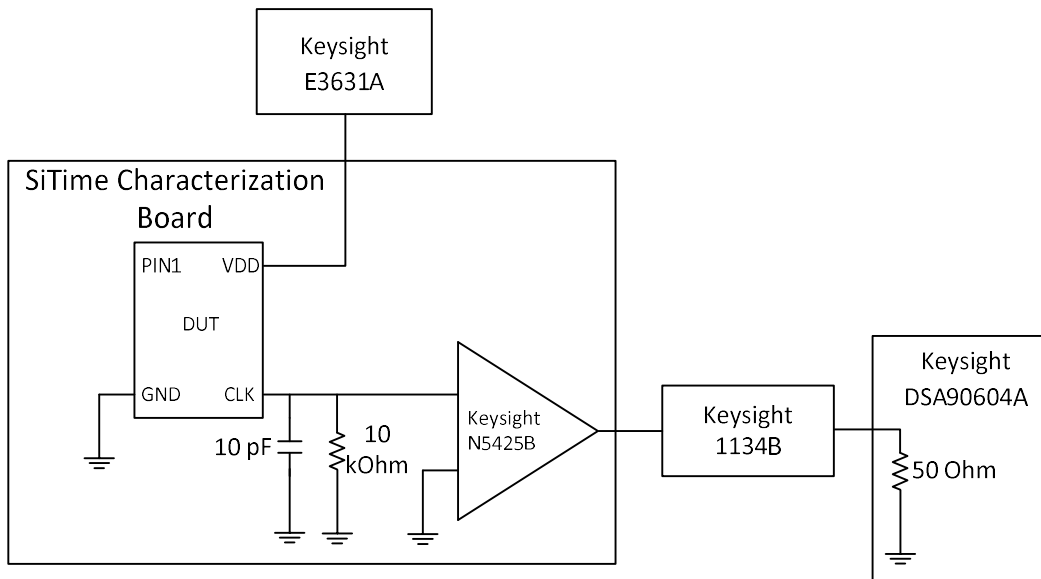 Keysight
E3631A
SiTime Characterization
Board
PIN1 VDD
DUT
GND CLK
10 pF
10
kOhm
Keysight
N5425B
Keysight
1134B
Keysight
DSA90604A
50 Ohm